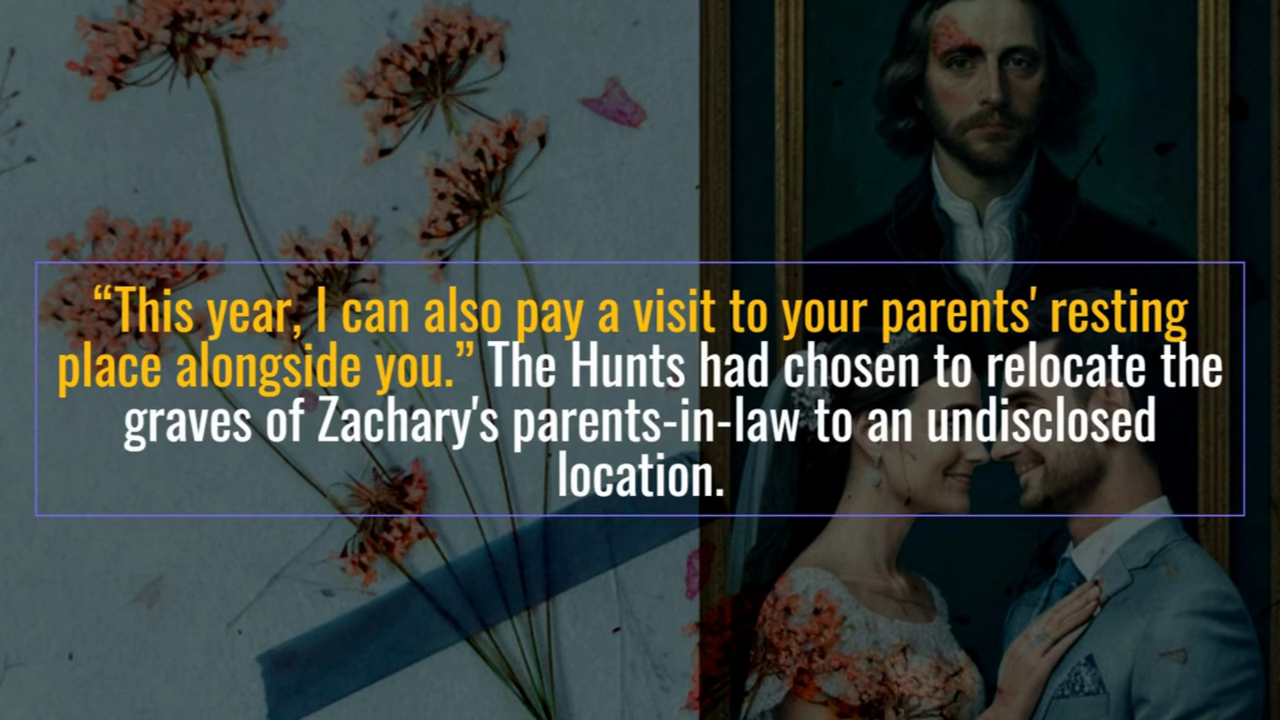 “This year, I can also pay a visit to your parents' resting
place alongside you.” The Hunts had chosen to relocate the
graves of Zachary's parents-in-law to an undisclosed
location.